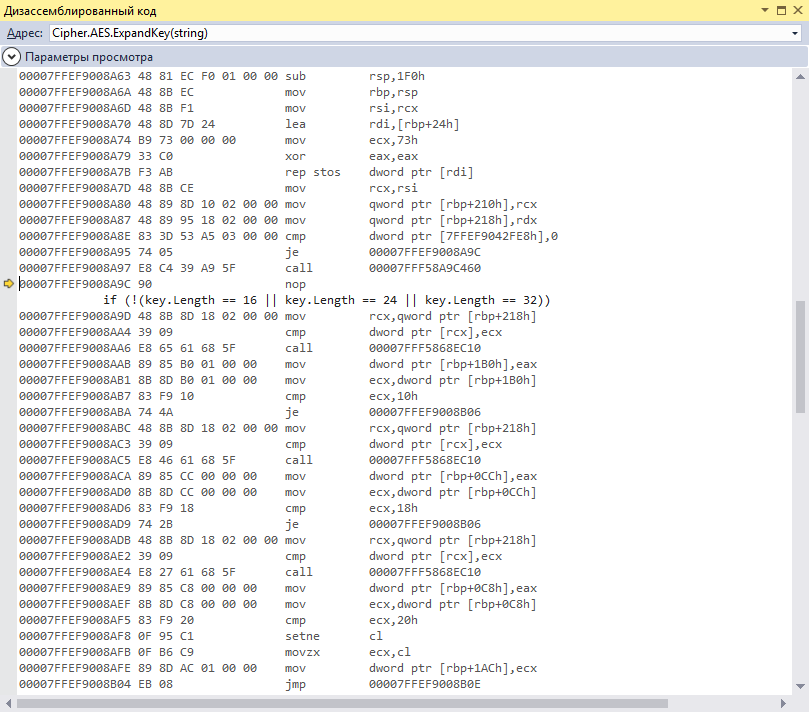 Дизассемблированный код
Адрес: Cipher.AES.ExpandKey(string)
Параметры просмотра
00007FFEF9008A63 48 81 EC F0 01 00 00 sub rsp,1F0h
00007FFEF9008A6A 48 8B EC mov rbp,rsp
00007FFEF9008A6D 48 8B F1 mov rsi,rcx
00007FFEF9008A70 48 8D 7D 24 lea rdi,[rbp+24h]
00007FFEF9008A74 B9 73 00 00 00 mov ecx,73h
00007FFEF9008A79 33 C0 xor eax,eax
00007FFEF9008A7B F3 AB rep stos dword ptr [rdi]
00007FFEF9008A7D 48 8B CE mov rcx,rsi
00007FFEF9008A80 48 89 8D 10 02 00 00 mov qword ptr [rbp+210h],rcx
00007FFEF9008A87 48 89 95 18 02 00 00 mov qword ptr [rbp+218h],rdx
00007FFEF9008A8E 83 3D 53 A5 03 00 00 cmp dword ptr [7FFEF9042FE8h],0
00007FFEF9008A95 74 05 je 00007FFEF9008A9C
00007FFEF9008A97 E8 C4 39 A9 5F call 00007FFF58A9C460
00007FFEF9008A9C 90 nop
if (!(key.Length == 16 || key.Length == 24 || key.Length == 32))
00007FFEF9008A9D 48 8B 8D 18 02 00 00 mov rcx,qword ptr [rbp+218h]
00007FFEF9008AA4 39 09 cmp dword ptr [rcx],ecx
00007FFEF9008AA6 E8 65 61 68 5F call 00007FFF5868EC10
00007FFEF9008AAB 89 85 B0 01 00 00 mov dword ptr [rbp+1B0h],eax
00007FFEF9008AB1 8B 8D B0 01 00 00 mov ecx,dword ptr [rbp+1B0h]
00007FFEF9008AB7 83 F9 10 cmp ecx,10h
00007FFEF9008ABA 74 4A je 00007FFEF9008B06
00007FFEF9008ABC 48 8B 8D 18 02 00 00 mov rcx,qword ptr [rbp+218h]
00007FFEF9008AC3 39 09 cmp dword ptr [rcx],ecx
00007FFEF9008AC5 E8 46 61 68 5F call 00007FFF5868EC10
00007FFEF9008ACA 89 85 CC 00 00 00 mov dword ptr [rbp+0CCh],eax
00007FFEF9008AD0 8B 8D CC 00 00 00 mov ecx,dword ptr [rbp+0CCh]
00007FFEF9008AD6 83 F9 18 cmp ecx,18h
00007FFEF9008AD9 74 2B je 00007FFEF9008B06
00007FFEF9008ADB 48 8B 8D 18 02 00 00 mov rcx,qword ptr [rbp+218h]
00007FFEF9008AE2 39 09 cmp dword ptr [rcx],ecx
00007FFEF9008AE4 E8 27 61 68 5F call 00007FFF5868EC10
00007FFEF9008AE9 89 85 C8 00 00 00 mov dword ptr [rbp+0C8h],eax
00007FFEF9008AEF 8B 8D C8 00 00 00 mov ecx,dword ptr [rbp+0C8h]
00007FFEF9008AF5 83 F9 20 cmp ecx,20h
00007FFEF9008AF8 0F 95 C1 setne cl
00007FFEF9008AFB 0F B6 C9 movzx ecx,cl
00007FFEF9008AFE 89 8D AC 01 00 00 mov dword ptr [rbp+1ACh],ecx
00007FFEF9008B04 EB 08 jmp 00007FFEF9008B0E